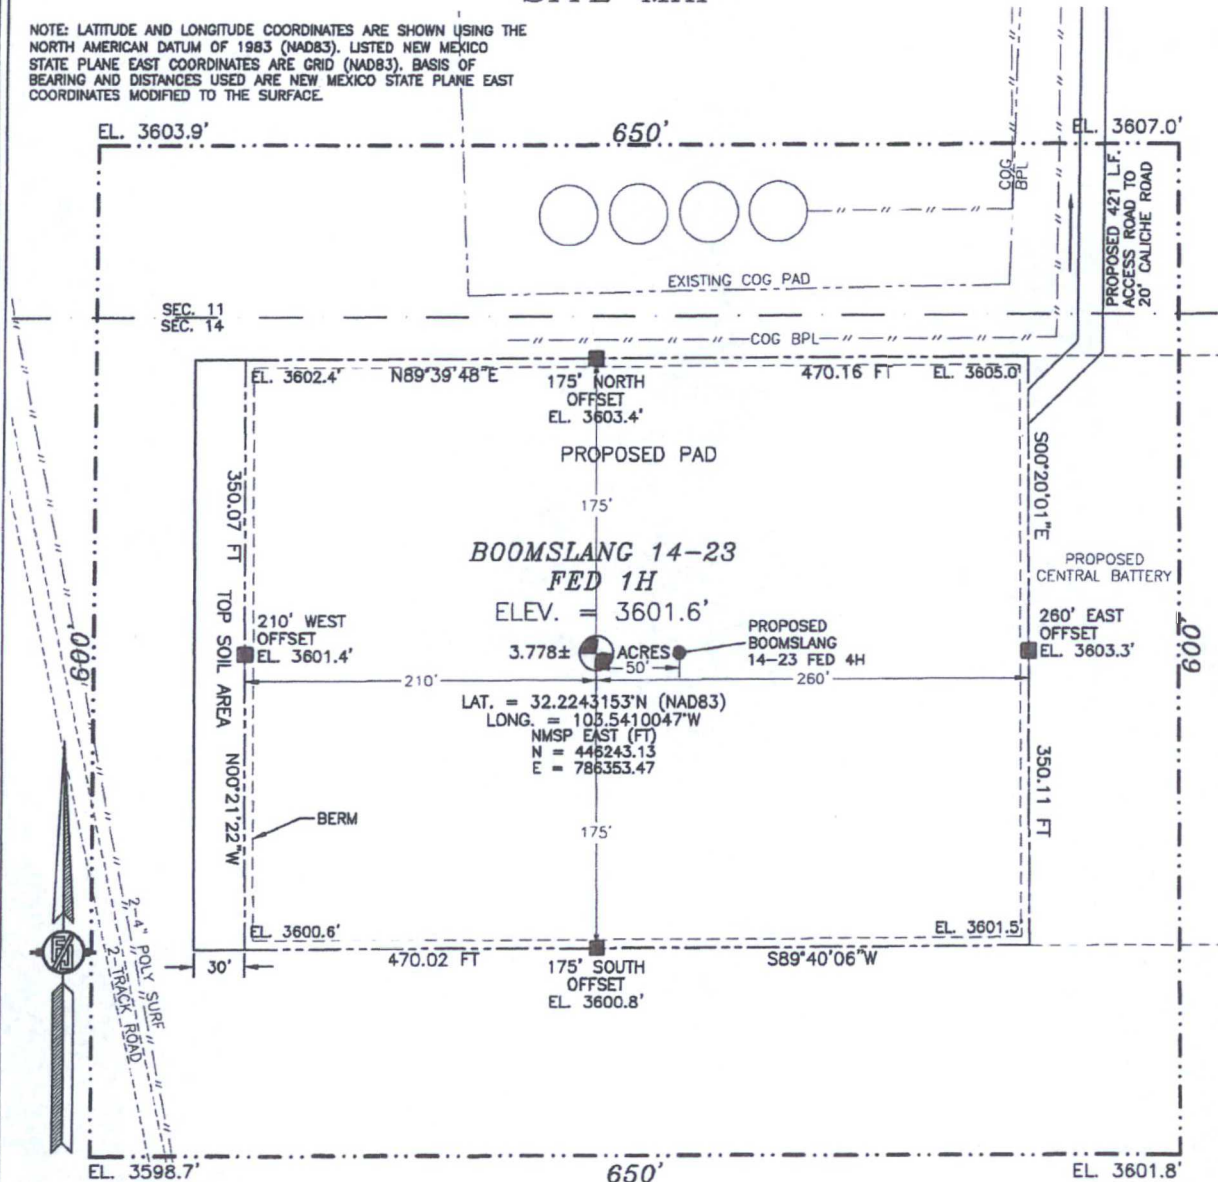 NOTE: LATITUDE AND LONGITUDE COORDINATES ARE SHOWN USING THE
NORTH AMERICAN DATUM OF 1983 (NAD83). LISTED NEW MEXICO
STATE PLANE EAST COORDINATES ARE GRID (NAD83). BASIS OF
BEARING AND DISTANCES USED ARE NEW MEXICO STATE PLANE EAST
COORDINATES MODIFIED TO THE SURFACE.
EL. 3603.9'
650'
EL. 3607.0'
COG
BPL
PROPOSED 421 L.F.
ACCESS ROAD TO
20' CALICHE ROAD
EXISTING COG PAD
SEC. 11
SEC. 14
COG BPL
EL. 3602.4'
N89°39'48"E
175' NORTH
OFFSET
EL. 3603.4'
470.16 FT
EL. 3605.0'
PROPOSED PAD
350.07 FT
S00°20'01"E
175'
BOOMSLANG 14-23
FED 1H
ELEV. = 3601.6'
PROPOSED
CENTRAL BATTERY
TOP SOIL AREA
600'
210' WEST
OFFSET
EL. 3601.4'
3.778±
ACRES
50'
PROPOSED
BOOMSLANG
14-23 FED 4H
260' EAST
OFFSET
EL. 3603.3'
600'
210'
260'
LAT. = 32.2243153°N (NAD83)
LONG. = 103.5410047°W
NMSP EAST (FT)
N = 446243.13
E = 786353.47
N00°21'22"W
350.11 FT
BERM
175'
EL. 3600.6'
EL. 3601.5'
30'
470.02 FT
175' SOUTH
OFFSET
EL. 3600.8'
S89°40'06"W
2-4" POLY SURF
2-TRACK ROAD
EL. 3598.7'
650'
EL. 3601.8'